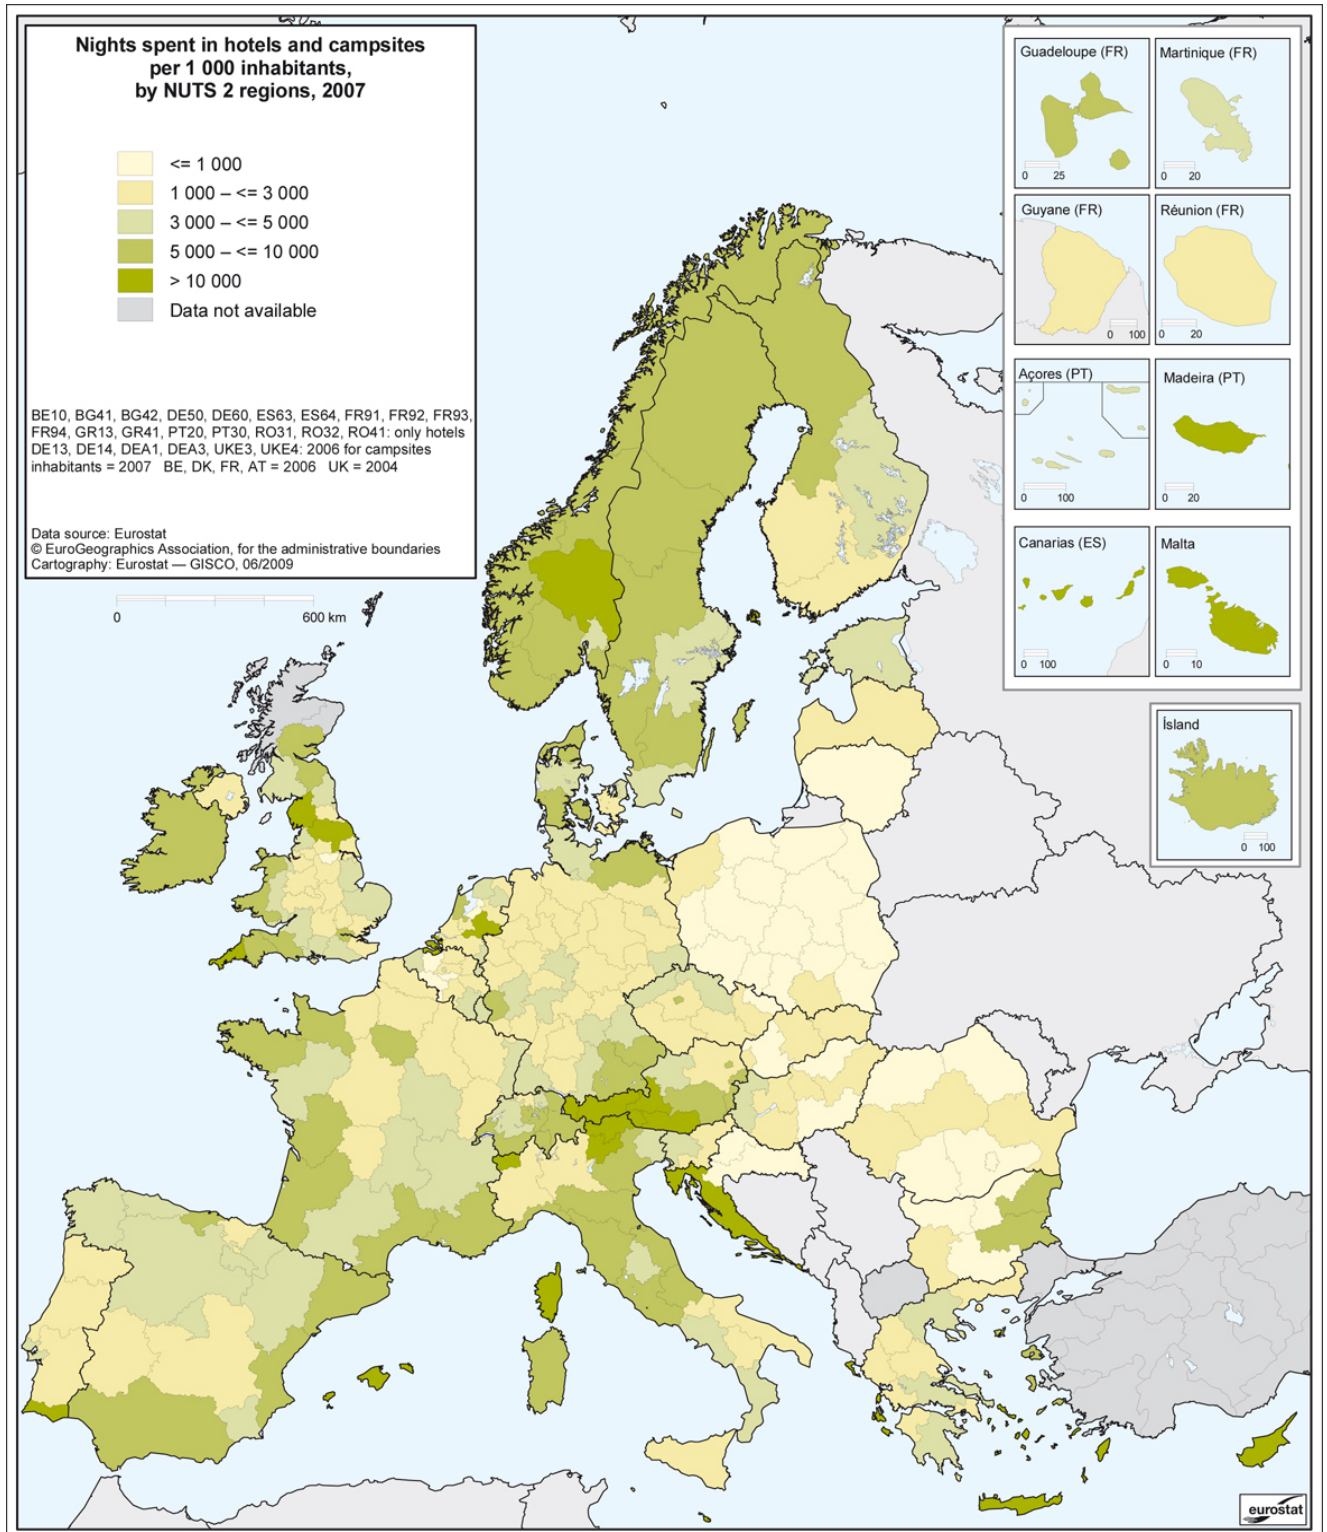 Nights spent in hotels and campsites
per 1 000 inhabitants,
by NUTS 2 regions, 2007
<= 1 000
1 000 – <= 3 000
3 000 – <= 5 000
5 000 – <= 10 000
> 10 000
Data not available
BE10, BG41, BG42, DE50, DE60, ES63, ES64, FR91, FR92, FR93,
FR94, GR13, GR41, PT20, PT30, RO31, RO32, RO41: only hotels
DE13, DE14, DEA1, DEA3, UKE3, UKE4: 2006 for campsites
inhabitants = 2007 BE, DK, FR, AT = 2006 UK = 2004
Data source: Eurostat
© EuroGeographics Association, for the administrative boundaries
Cartography: Eurostat — GISCO, 06/2009
0 600 km
Guadeloupe (FR)
0 25
Martinique (FR)
0 20
Guyane (FR)
0 100
Réunion (FR)
0 20
Açores (PT)
0 100
Madeira (PT)
0 20
Canarias (ES)
0 100
Malta
0 10
Ísland
0 100
eurostat